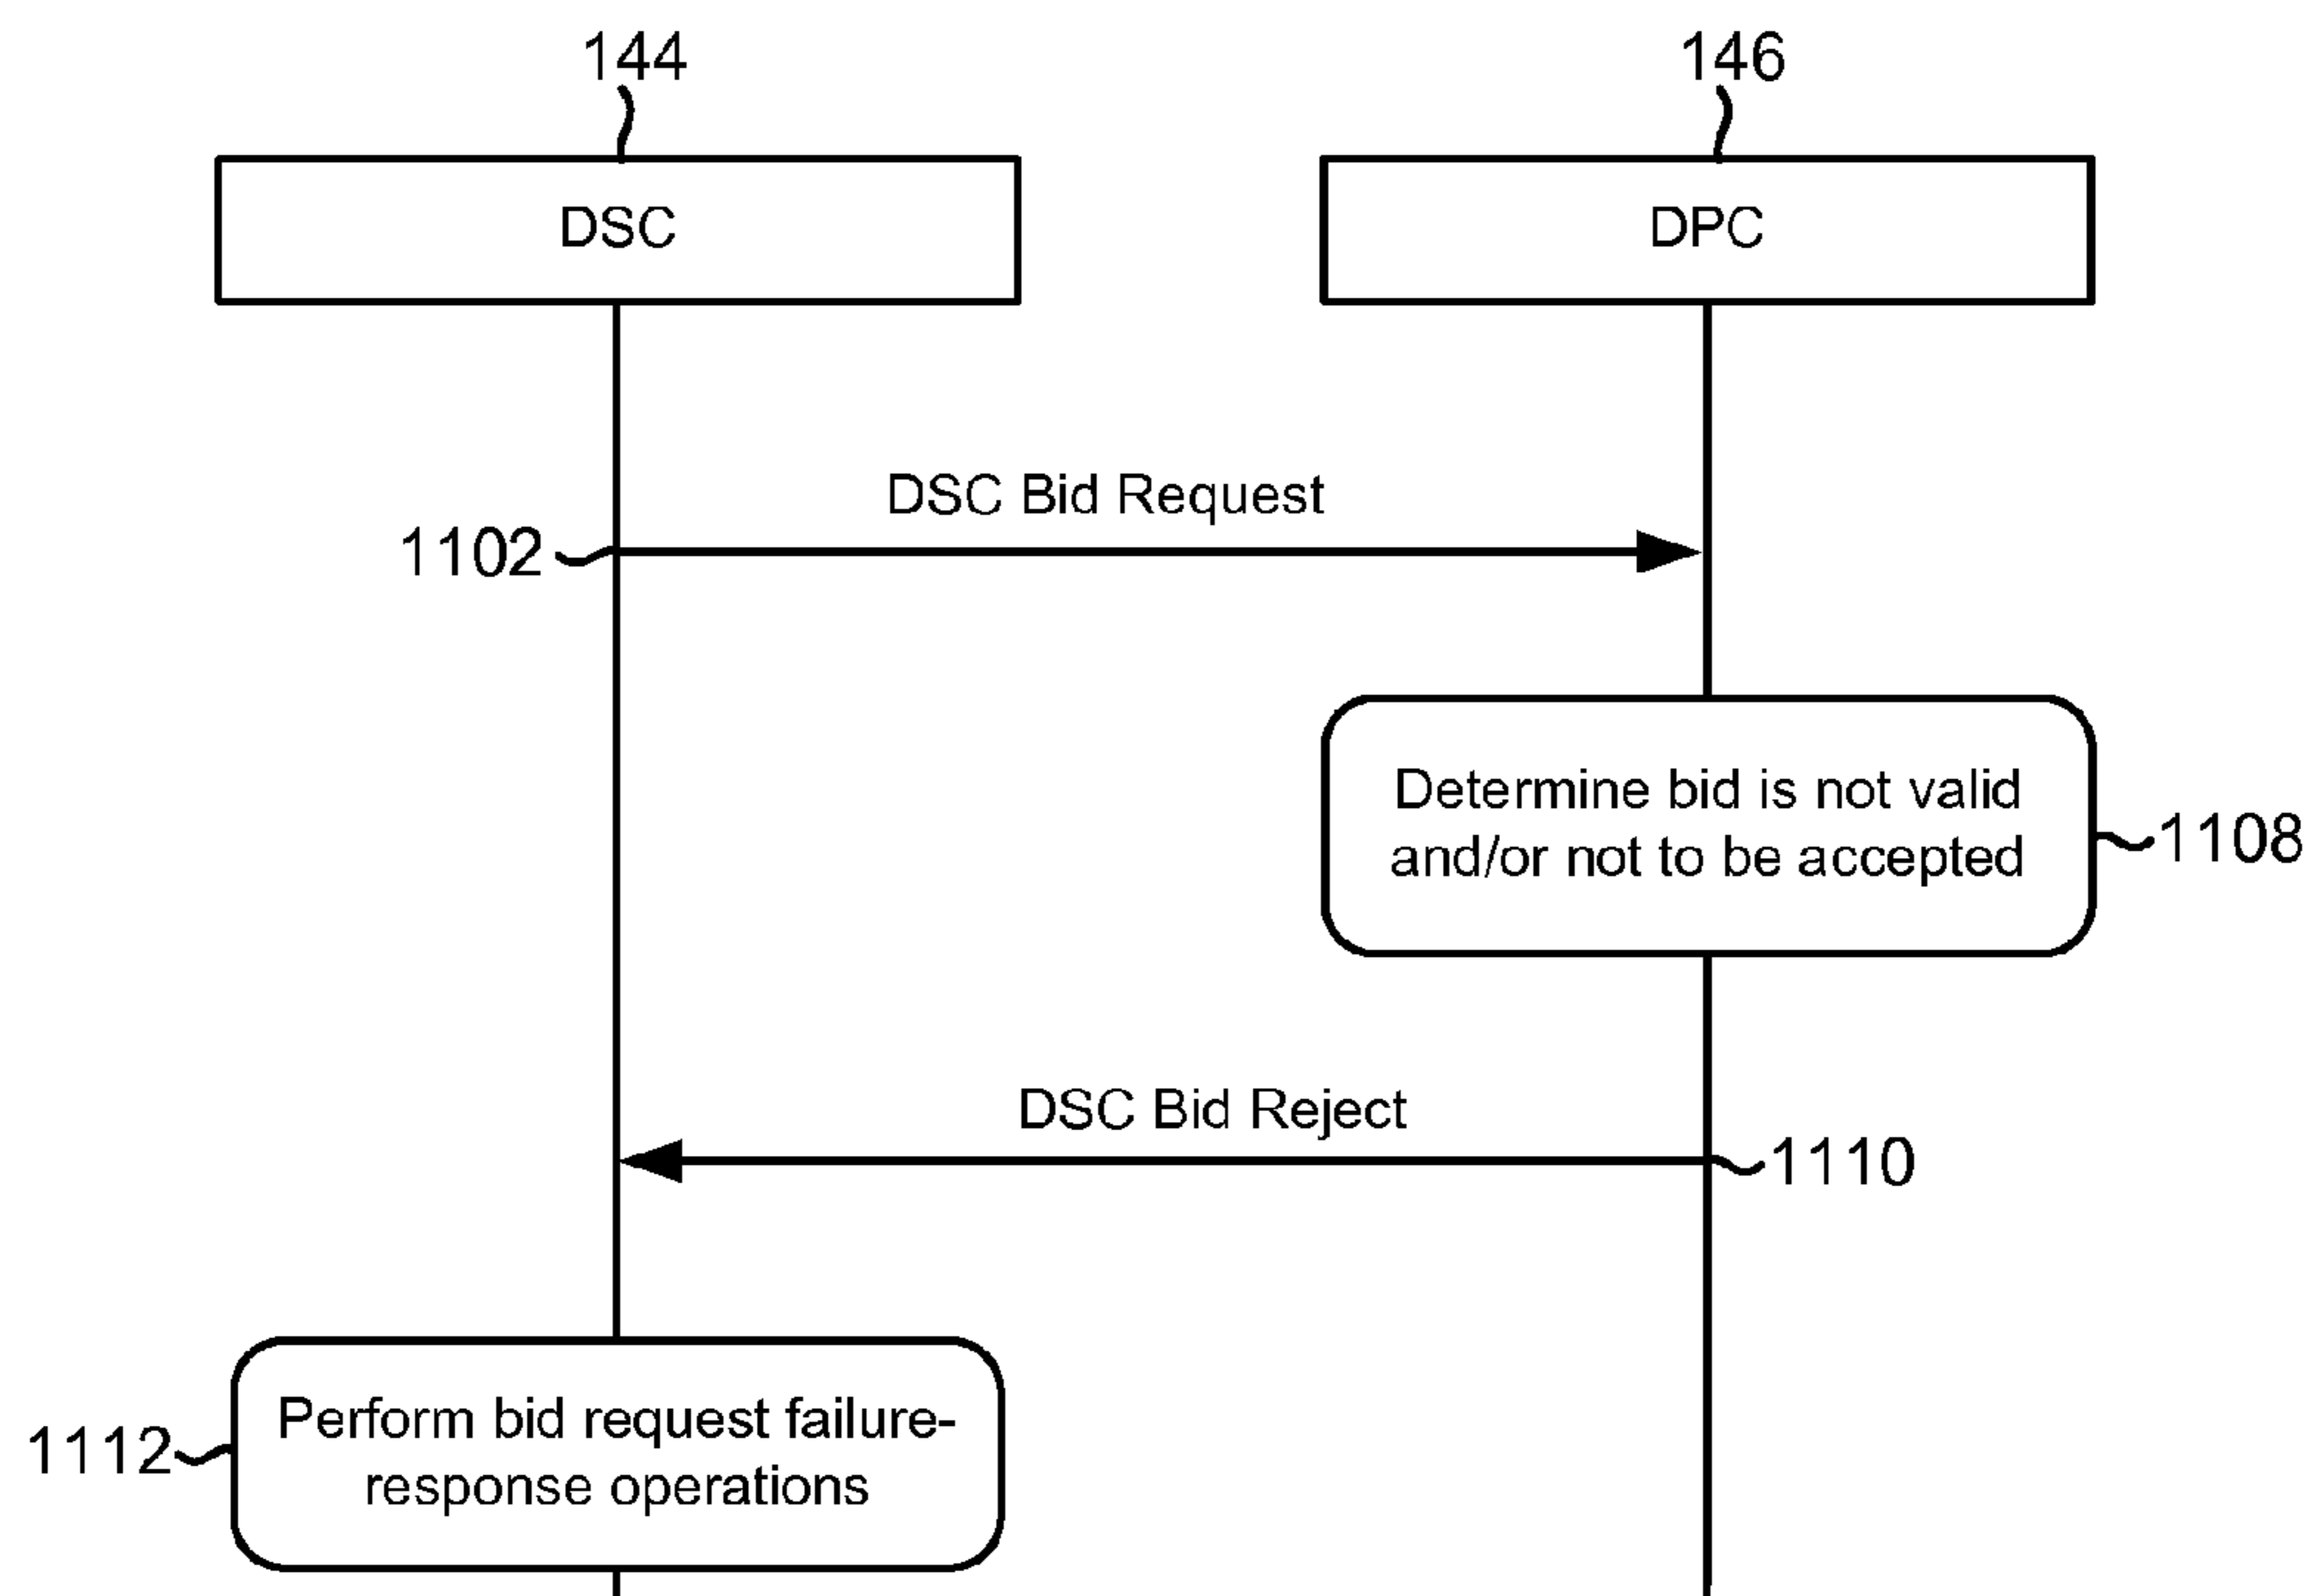 144
146
DSC
DPC
DSC Bid Request
1102
Determine bid is not valid
and/or not to be accepted
1108
DSC Bid Reject
1110
Perform bid request failure-
response operations
1112